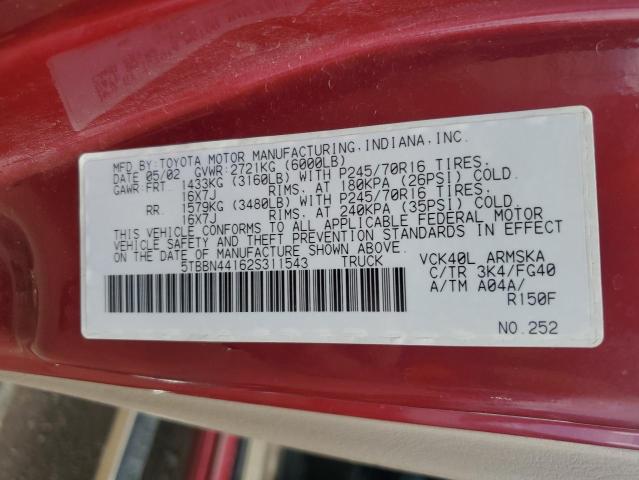 MFD.BY:TOYOTA MOTOR MANUFACTURING,INDIANA,INC.
DATE 05/02 GVWR:2721KG (6000LB)
GAWR:FRT. 1433KG (3160LB) WITH P245/70R16 TIRES.
16X7J RIMS, AT 180KPA (26PSI) COLD.
RR. 1579KG (3480LB) WITH P245/70R16 TIRES.
16X7J RIMS, AT 240KPA (35PSI) COLD.
THIS VEHICLE CONFORMS TO ALL APPLICABLE FEDERAL MOTOR
VEHICLE SAFETY AND THEFT PREVENTION STANDARDS IN EFFECT
ON THE DATE OF MANUFACTURE SHOWN ABOVE.
5TBBN44162S311543 TRUCK
VCK40L ARMSKA
C/TR 3K4/FG40
A/TM A04A/
R150F
NO.252